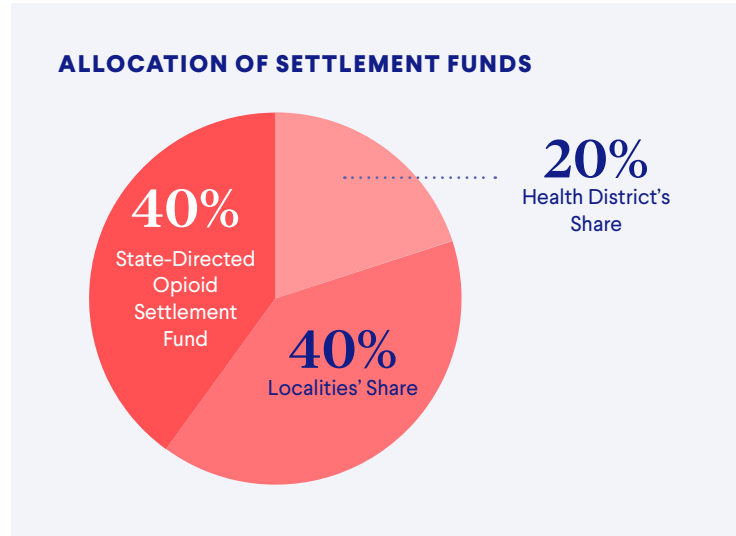 ALLOCATION OF SETTLEMENT FUNDS
20%
Health District’s
Share
40%
State-Directed
Opioid
Settlement
Fund
40%
Localities’ Share